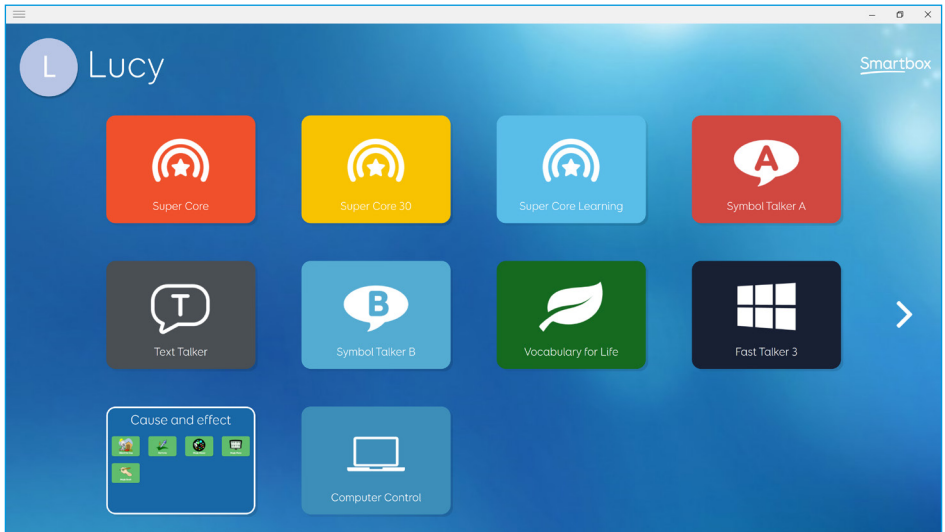 L Lucy
Smartbox
Super Core
Super Core 30
Super Core Learning
A
Symbol Talker A
T
Text Talker
B
Symbol Talker B
Vocabulary for Life
Fast Talker 3
Cause and effect
Computer Control